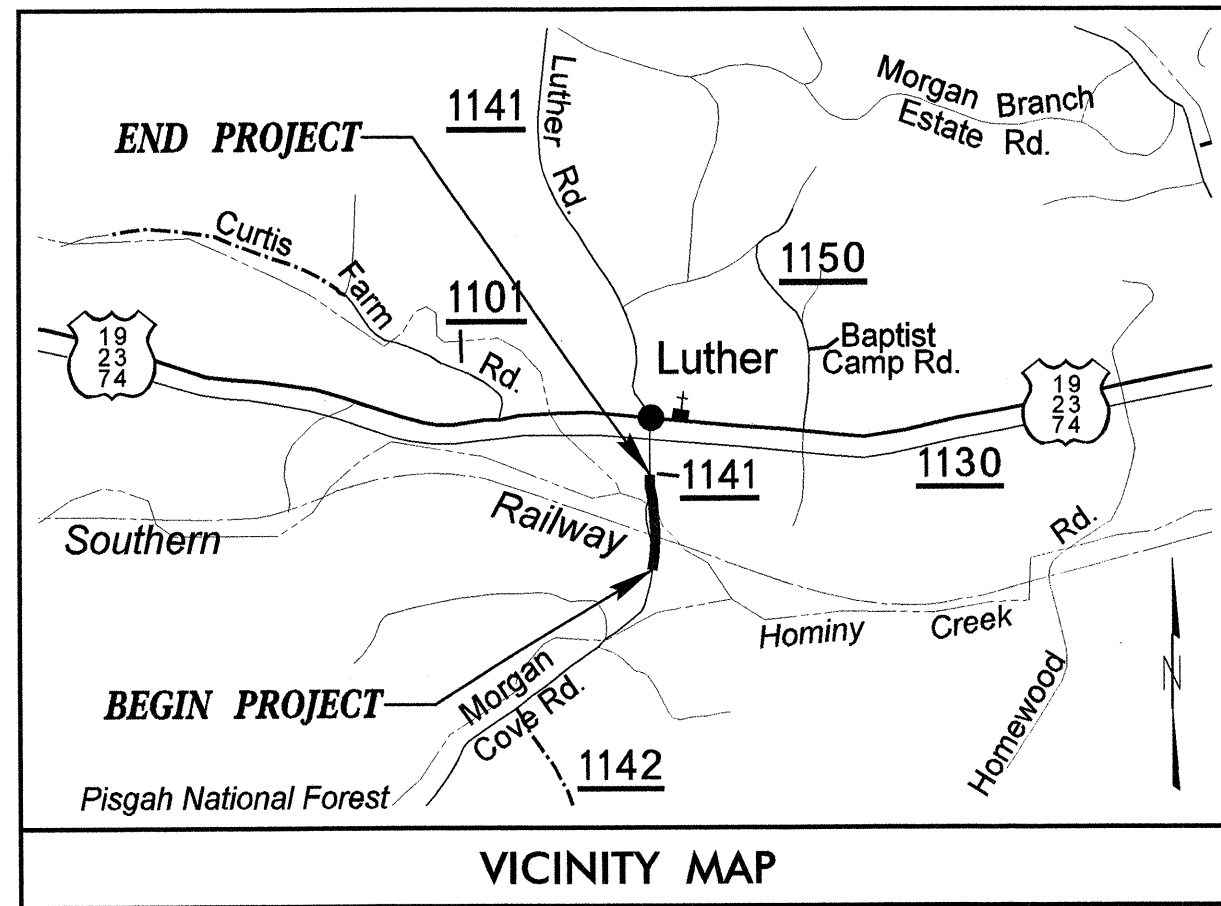 Morgan Branch
Estate Rd.
1141
Luther Rd.
END PROJECT
Curtis Farm Rd.
1101
1150
19
23
74
Luther
Baptist
Camp Rd.
19
23
74
1130
1141
Southern Railway
Rd.
Hominy Creek
Homewood
BEGIN PROJECT
Morgan
Cove Rd.
N
1142
Pisgah National Forest
VICINITY MAP